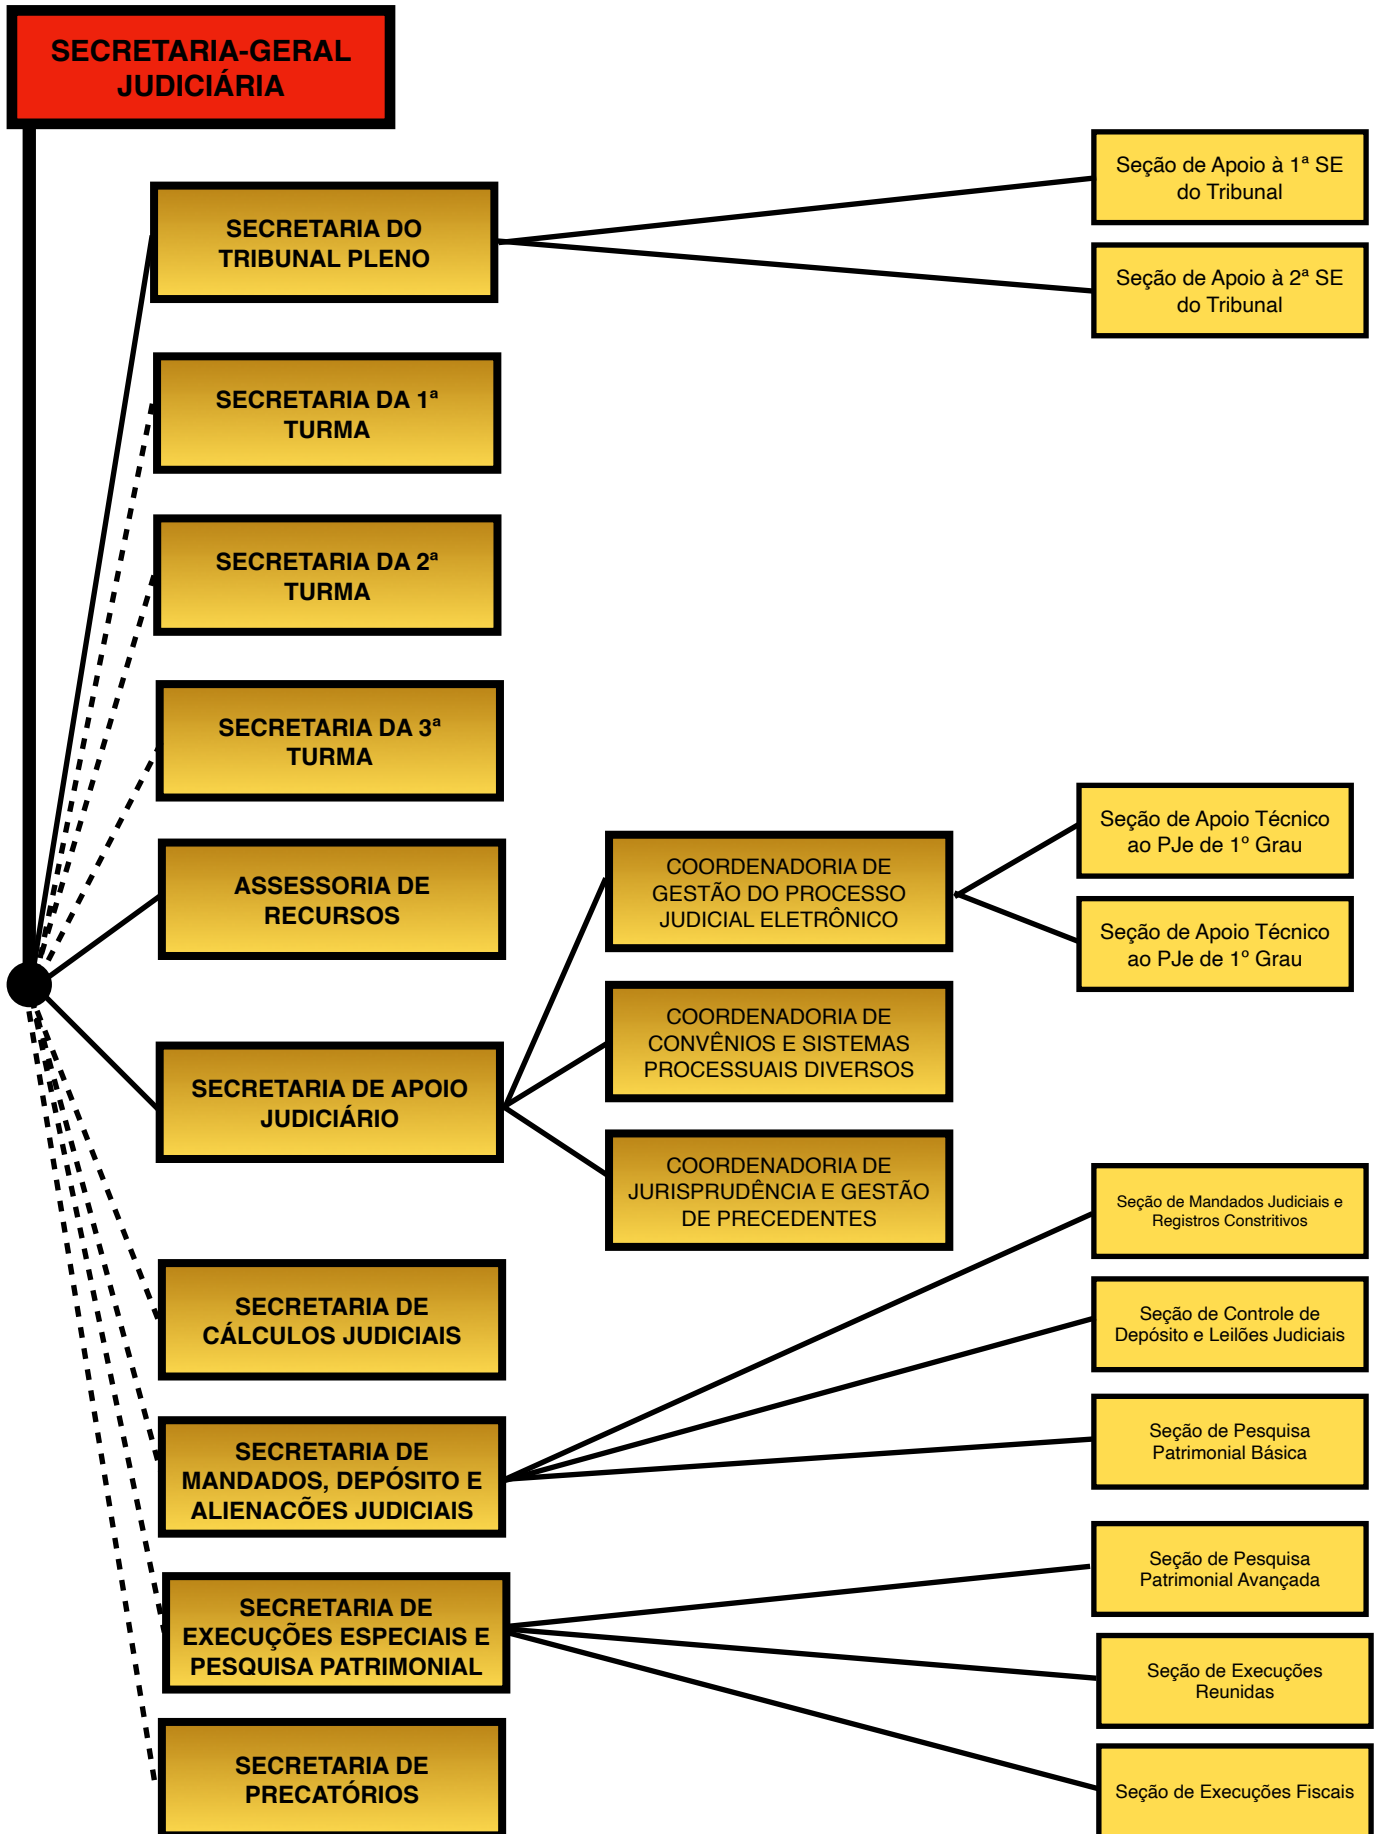 SECRETARIA-GERAL
JUDICIÁRIA
SECRETARIA DO
TRIBUNAL PLENO
Seção de Apoio à 1ª SE
do Tribunal
Seção de Apoio à 2ª SE
do Tribunal
SECRETARIA DA 1ª
TURMA
SECRETARIA DA 2ª
TURMA
SECRETARIA DA 3ª
TURMA
ASSESSORIA DE
RECURSOS
SECRETARIA DE APOIO
JUDICIÁRIO
COORDENADORIA DE
GESTÃO DO PROCESSO
JUDICIAL ELETRÔNICO
Seção de Apoio Técnico
ao PJe de 1º Grau
Seção de Apoio Técnico
ao PJe de 1º Grau
COORDENADORIA DE
CONVÊNIOS E SISTEMAS
PROCESSUAIS DIVERSOS
COORDENADORIA DE
JURISPRUDÊNCIA E GESTÃO
DE PRECEDENTES
SECRETARIA DE
CÁLCULOS JUDICIAIS
SECRETARIA DE
MANDADOS, DEPÓSITO E
ALIENACÕES JUDICIAIS
Seção de Mandados Judiciais e
Registros Constritivos
Seção de Controle de
Depósito e Leilões Judiciais
Seção de Pesquisa
Patrimonial Básica
SECRETARIA DE
EXECUÇÕES ESPECIAIS E
PESQUISA PATRIMONIAL
Seção de Pesquisa
Patrimonial Avançada
Seção de Execuções
Reunidas
Seção de Execuções Fiscais
SECRETARIA DE
PRECATÓRIOS